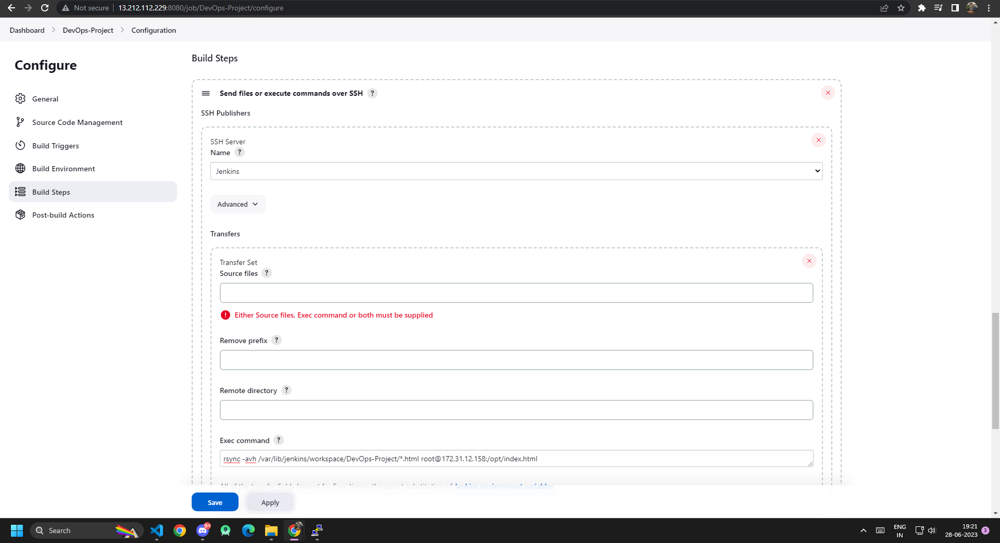 Not secure
13.212.112.229:8080/job/DevOps-Project/configure
Dashboard
DevOps-Project
Configuration
Configure
General
Source Code Management
Build Triggers
Build Environment
Build Steps
Post-build Actions
Build Steps
Send files or execute commands over SSH ?
SSH Publishers
SSH Server
Name ?
Jenkins
Advanced
Transfers
Transfer Set
Source files ?
Either Source files, Exec command or both must be supplied
Remove prefix ?
Remote directory ?
Exec command ?
rsync -avh /var/lib/jenkins/workspace/DevOps-Project/*.html root@172.31.12.158:/opt/index.html
All of the transfer fields (except for Exec timeout) support substitution of Jenkins environment variables
Save
Apply
Search
9+
ENG
IN
19:21
28-06-2023
3